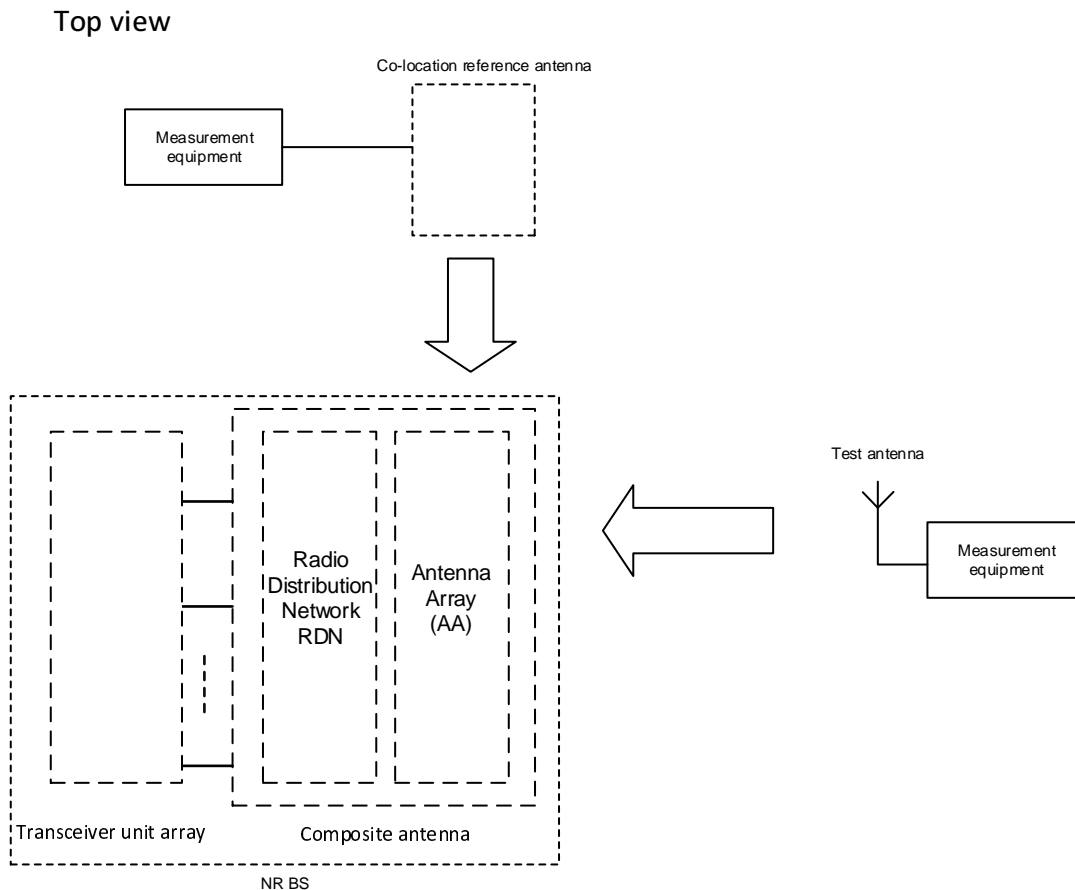 Top view
Co-location reference antenna
Measurement
equipment
Test antenna
Measurement
equipment
Radio
Distribution
Network
RDN
Antenna
Array
(AA)
Transceiver unit array
Composite antenna
NR BS